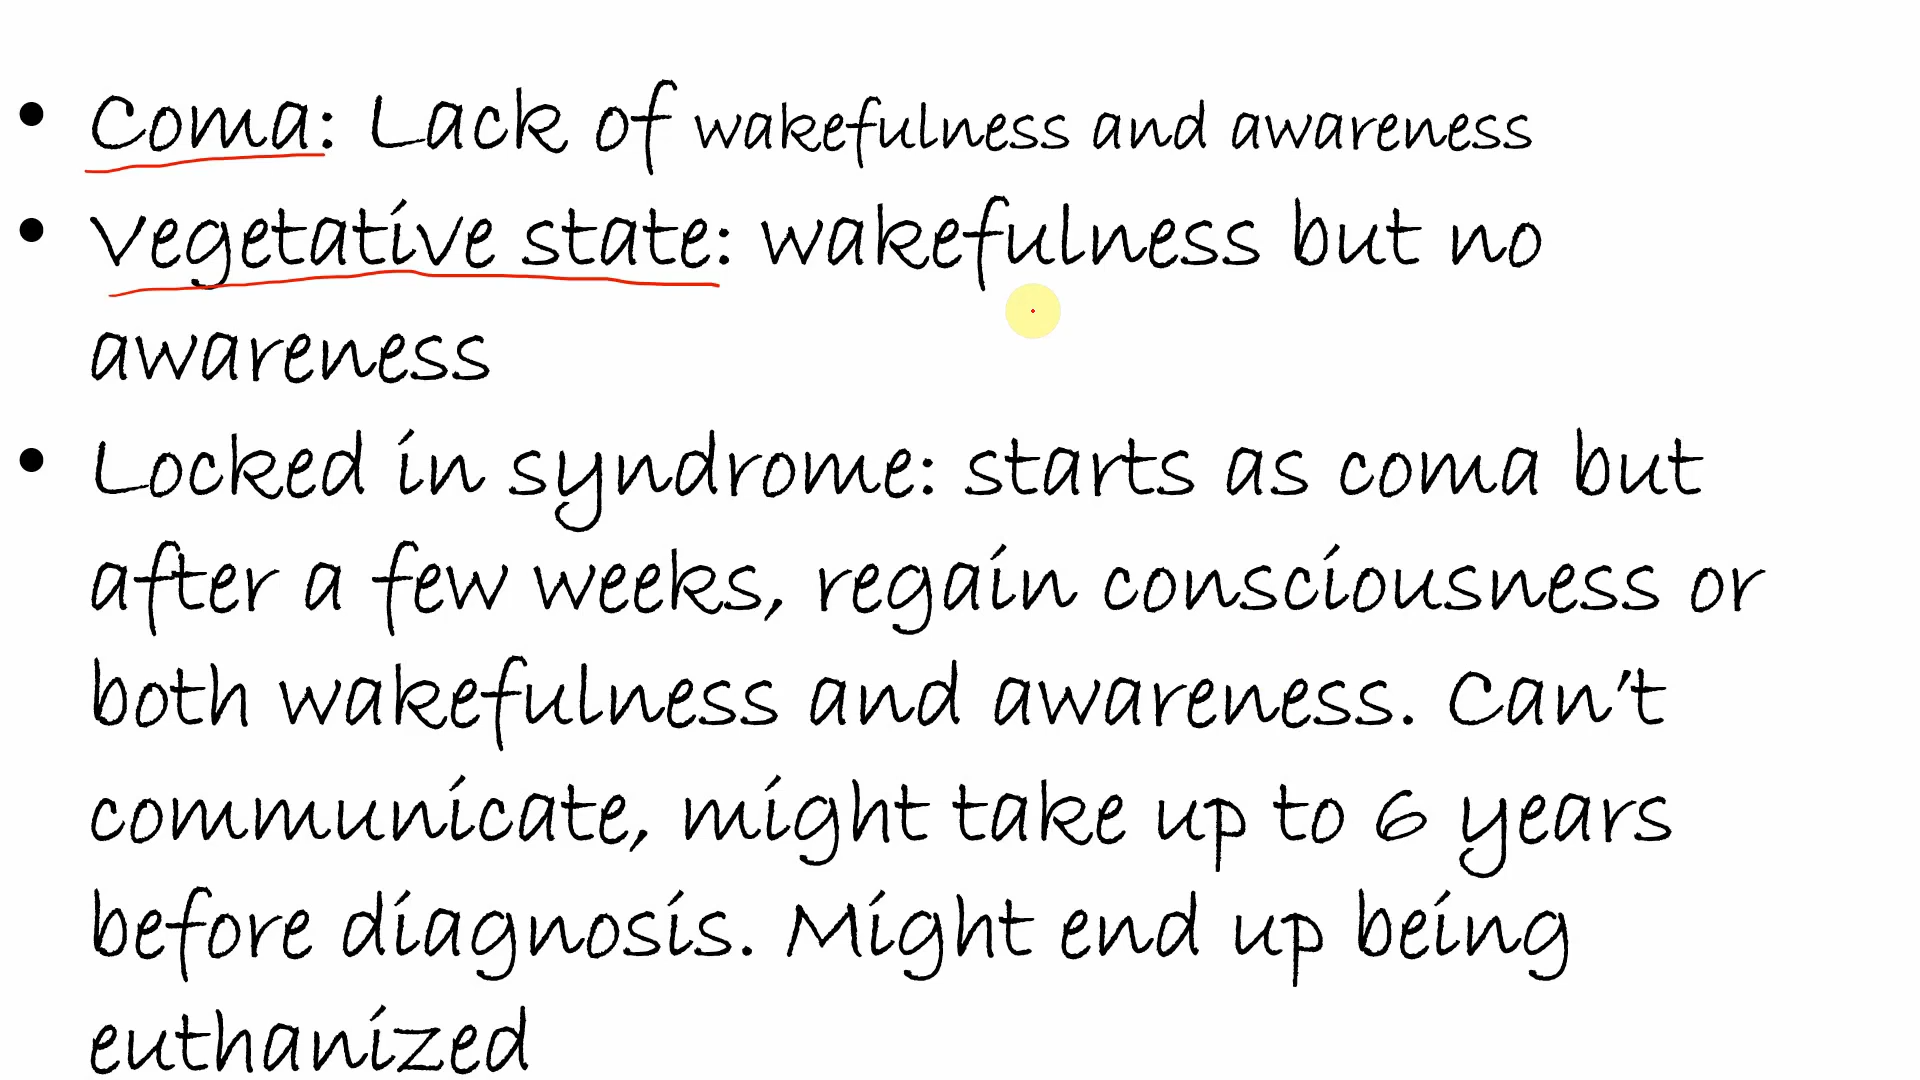 • Coma: Lack of wakefulness and awareness
• Vegetative state: wakefulness but no
awareness
• Locked in syndrome: starts as coma but
after a few weeks, regain consciousness or
both wakefulness and awareness. Can't
communicate, might take up to 6 years
before diagnosis. Might end up being
euthanized